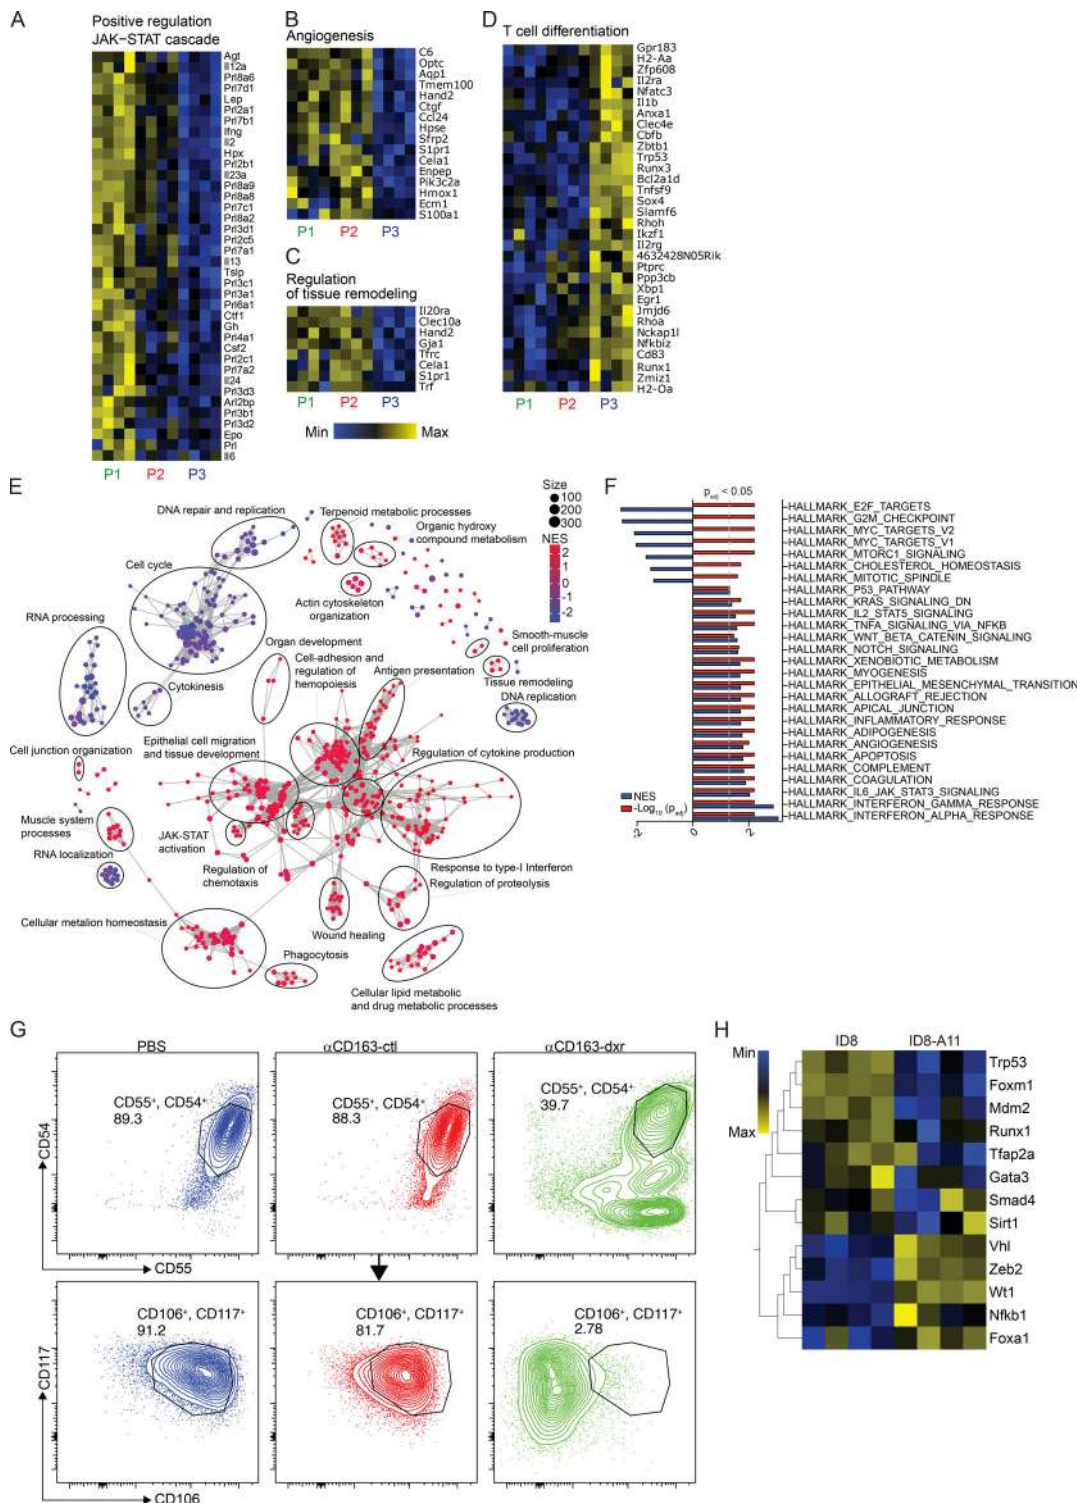 A
Positive regulation
JAK−STAT cascade
Agt
Il12a
Prl8a6
Prl7d1
Lep
Prl2a1
Prl7b1
Ifng
Il2
Hpx
Prl2b1
Il23a
Prl8a9
Prl8a8
Prl7c1
Prl8a2
Prl3d1
Prl2c5
Prl7a1
Il13
Tslp
Prl3c1
Prl3a1
Prl6a1
Ctf1
Gh
Prl4a1
Csf2
Prl2c1
Prl7a2
Il24
Prl3d3
Arl2bp
Prl3b1
Prl3d2
Epo
Prl
Il6
P1 P2 P3
B
Angiogenesis
C6
Optc
Aqp1
Tmem100
Hand2
Ctgf
Ccl24
Hpse
Sfrp2
S1pr1
Cela1
Enpep
Pik3c2a
Hmox1
Ecm1
S100a1
P1 P2 P3
C
Regulation
of tissue remodeling
Il20ra
Clec10a
Hand2
Gja1
Tfrc
Cela1
S1pr1
Trf
P1 P2 P3
Min Max
D
T cell differentiation
Gpr183
H2-Aa
Zfp608
Il2ra
Nfatc3
Il1b
Anxa1
Clec4e
Cbfb
Zbtb1
Trp53
Runx3
Bcl2a1d
Tnfsf9
Sox4
Slamf6
Rhoh
Ikzf1
Il2rg
4632428N05Rik
Ptprc
Ppp3cb
Xbp1
Egr1
Jmjd6
Rhoa
Nckap1l
Nfkbiz
Cd83
Runx1
Zmiz1
H2-Oa
P1 P2 P3
E
DNA repair and replication
Terpenoid metabolic processes
Organic hydroxy
compound metabolism
Size
100
200
300
NES
2
1
0
-1
-2
Cell cycle
Actin cytoskeleton
organization
RNA processing
Organ development
Smooth-muscle
cell proliferation
Cell-adhesion and
regulation of
hemopoiesis
Antigen presentation
Tissue remodeling
Cytokinesis
DNA replication
Cell junction organization
Epithelial cell migration
and tissue development
Regulation of cytokine production
Muscle system
processes
JAK-STAT
activation
RNA localization
Regulation of
chemotaxis
Response to type-I Interferon
Regulation of proteolysis
Cellular metalion homeostasis
Wound healing
Phagocytosis
Cellular lipid metabolic
and drug metabolic processes
F
padj < 0.05
HALLMARK_E2F_TARGETS
HALLMARK_G2M_CHECKPOINT
HALLMARK_MYC_TARGETS_V2
HALLMARK_MYC_TARGETS_V1
HALLMARK_MTORC1_SIGNALING
HALLMARK_CHOLESTEROL_HOMEOSTASIS
HALLMARK_MITOTIC_SPINDLE
HALLMARK_P53_PATHWAY
HALLMARK_KRAS_SIGNALING_DN
HALLMARK_IL2_STAT5_SIGNALING
HALLMARK_TNFA_SIGNALING_VIA_NFKB
HALLMARK_WNT_BETA_CATENIN_SIGNALING
HALLMARK_NOTCH_SIGNALING
HALLMARK_XENOBIOTIC_METABOLISM
HALLMARK_MYOGENESIS
HALLMARK_EPITHELIAL_MESENCHYMAL_TRANSITION
HALLMARK_ALLOGRAFT_REJECTION
HALLMARK_APICAL_JUNCTION
HALLMARK_INFLAMMATORY_RESPONSE
HALLMARK_ADIPOGENESIS
HALLMARK_ANGIOGENESIS
HALLMARK_APOPTOSIS
HALLMARK_COMPLEMENT
HALLMARK_COAGULATION
HALLMARK_IL6_JAK_STAT3_SIGNALING
HALLMARK_INTERFERON_GAMMA_RESPONSE
HALLMARK_INTERFERON_ALPHA_RESPONSE
NES
-Log10 (padj)
-2 0 2
G
PBS αCD163-ctl αCD163-dxr
CD55⁺, CD54⁺
89.3
CD55⁺, CD54⁺
88.3
CD55⁺, CD54⁺
39.7
CD54
CD55
CD106⁺, CD117⁺
91.2
CD106⁺, CD117⁺
81.7
CD106⁺, CD117⁺
2.78
CD117
CD106
H
Min
Max
ID8 ID8-A11
Trp53
Foxm1
Mdm2
Runx1
Tfap2a
Gata3
Smad4
Sirt1
Vhl
Zeb2
Wt1
Nfkb1
Foxa1